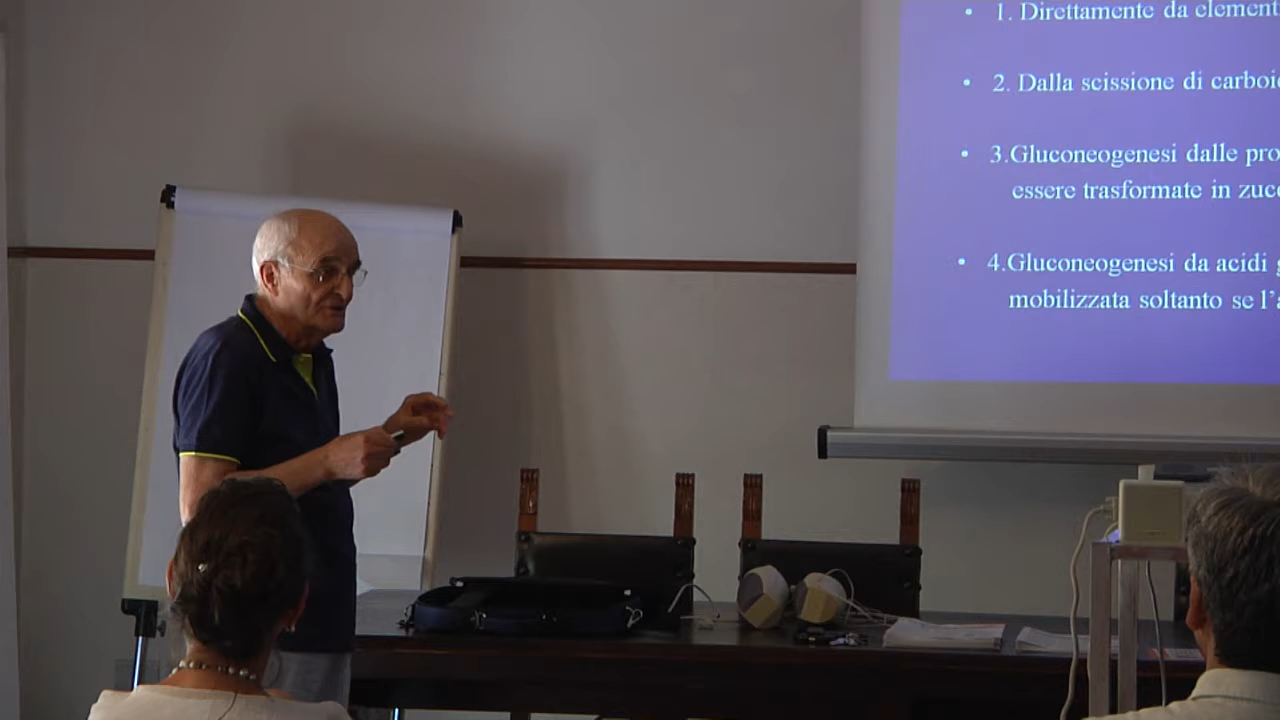 • 1. Direttamente da element
• 2. Dalla scissione di carboi
• 3.Gluconeogenesi dalle pro
essere trasformate in zuc
• 4.Gluconeogenesi da acidi
mobilizzata soltanto se l'a